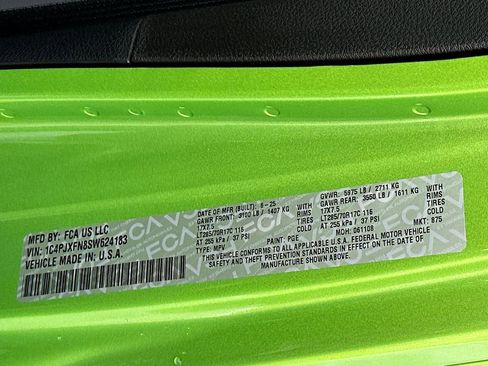 MFD BY: FCA US LLC
VIN: 1C4PJXFN8SW624183
VEHICLE MADE IN: U.S.A.
DATE OF MFR (BUILT): 6-25
GAWR FRONT: 3100 LB / 1407 KG WITH
17X7.5 RIMS
LT285/70R17C 116 TIRES
AT 255 kPa / 37 PSI COLD
TYPE: MPV PAINT: PGE.
GVWR: 5975 LB / 2711 KG
GAWR REAR: 3550 LB / 1611 KG
17X7.5 WITH RIMS
LT285/70R17C 116 TIRES
AT 255 kPa / 37 PSI COLD
MDH: 061108 MKT: 875
THIS VEHICLE CONFORMS TO ALL APPLICABLE U.S.A. FEDERAL MOTOR VEHICLE
SAFETY AND THEFT PREVENTION STANDARDS
IN EFFECT ON THE DATE OF MANUFACTURE SHOWN ABOVE.